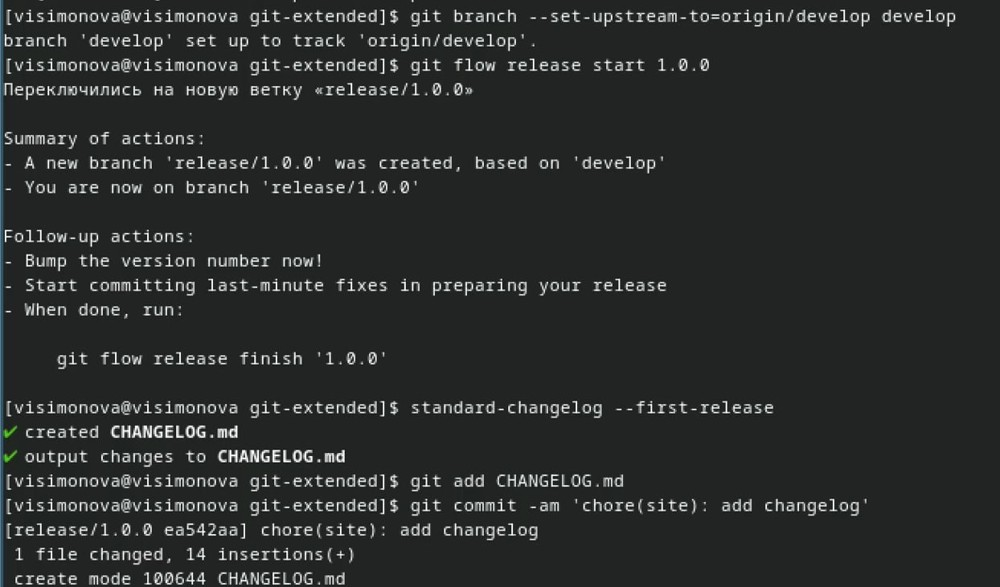 [visimonova@visimonova git-extended]$ git branch --set-upstream-to=origin/develop develop
branch 'develop' set up to track 'origin/develop'.
[visimonova@visimonova git-extended]$ git flow release start 1.0.0
Переключились на новую ветку «release/1.0.0»
Summary of actions:
- A new branch 'release/1.0.0' was created, based on 'develop'
- You are now on branch 'release/1.0.0'
Follow-up actions:
- Bump the version number now!
- Start committing last-minute fixes in preparing your release
- When done, run:
git flow release finish '1.0.0'
[visimonova@visimonova git-extended]$ standard-changelog --first-release
✔ created CHANGELOG.md
✔ output changes to CHANGELOG.md
[visimonova@visimonova git-extended]$ git add CHANGELOG.md
[visimonova@visimonova git-extended]$ git commit -am 'chore(site): add changelog'
[release/1.0.0 ea542aa] chore(site): add changelog
1 file changed, 14 insertions(+)
create mode 100644 CHANGELOG.md